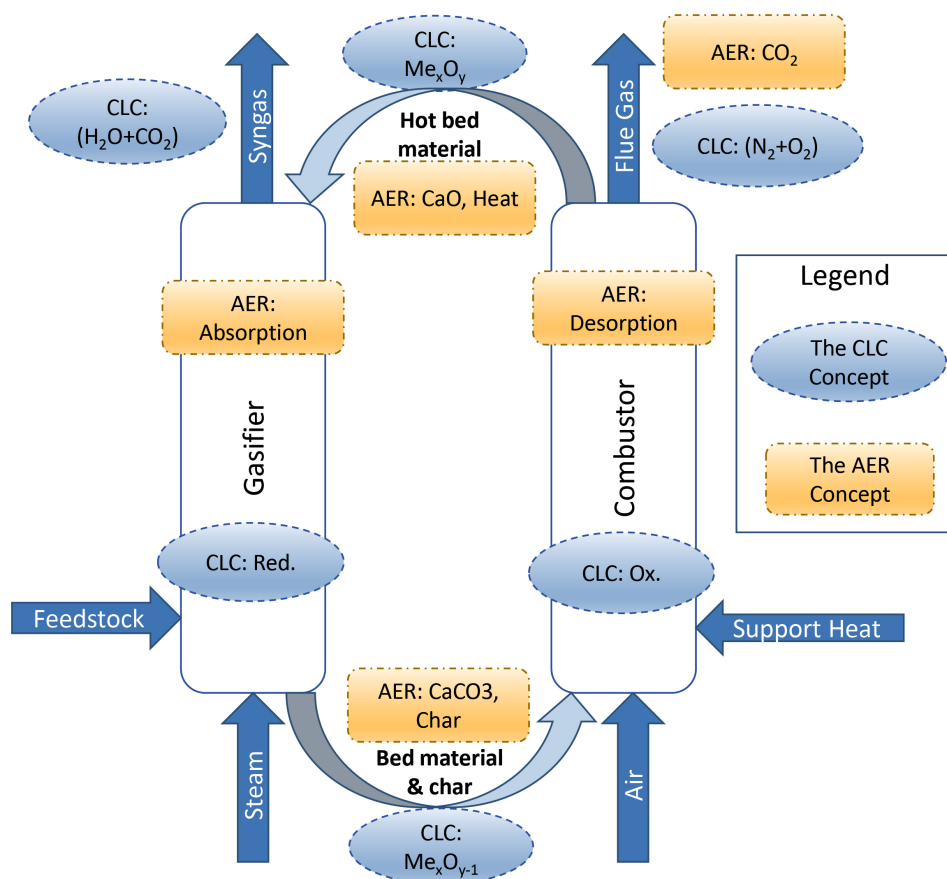 CLC:
MeₓOᵧ
AER: CO₂
CLC:
(H₂O+CO₂)
Syngas
Hot bed
material
Flue Gas
CLC: (N₂+O₂)
AER: CaO, Heat
Legend
AER:
Absorption
AER:
Desorption
The CLC
Concept
Gasifier
Combustor
The AER
Concept
CLC: Red.
CLC: Ox.
Feedstock
Support Heat
AER: CaCO3,
Char
Bed material
& char
Steam
Air
CLC:
MeₓOᵧ₋₁